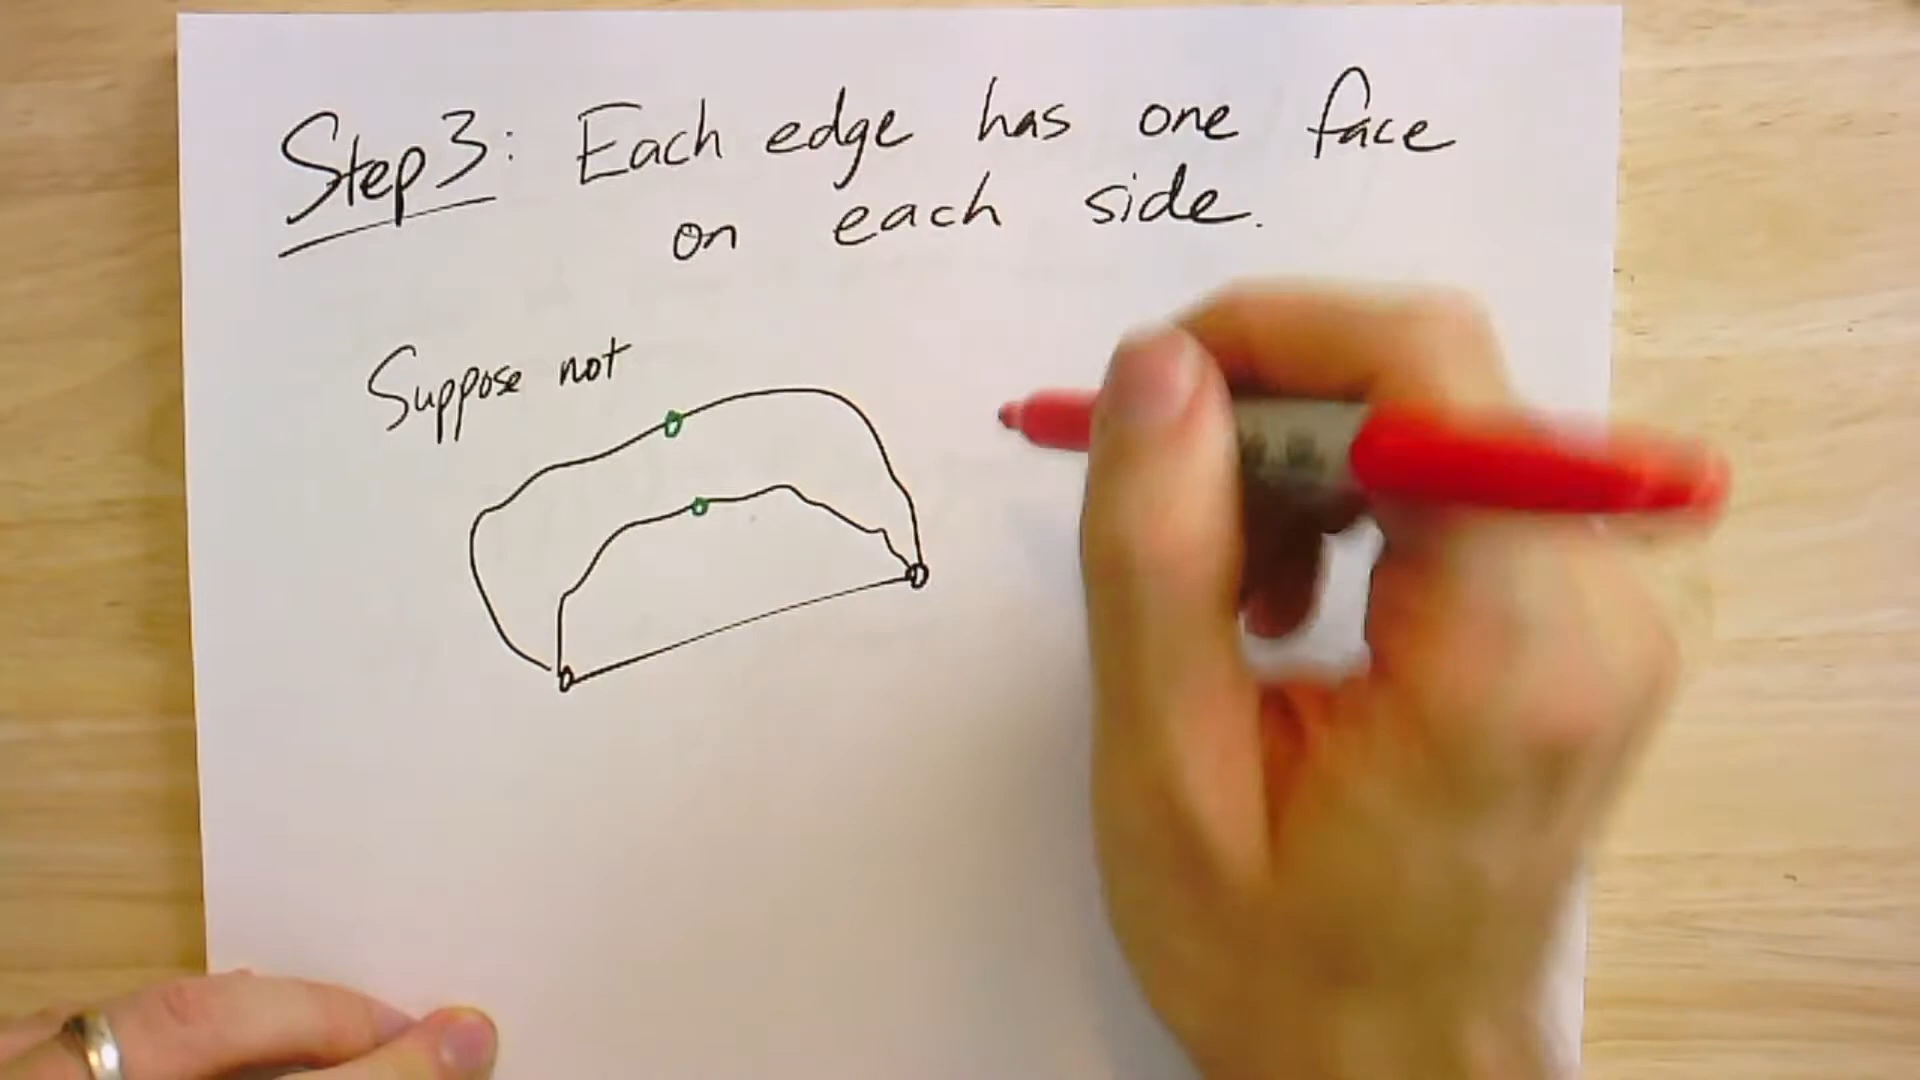 Step 3: Each edge has one face
on each side.
Suppose not